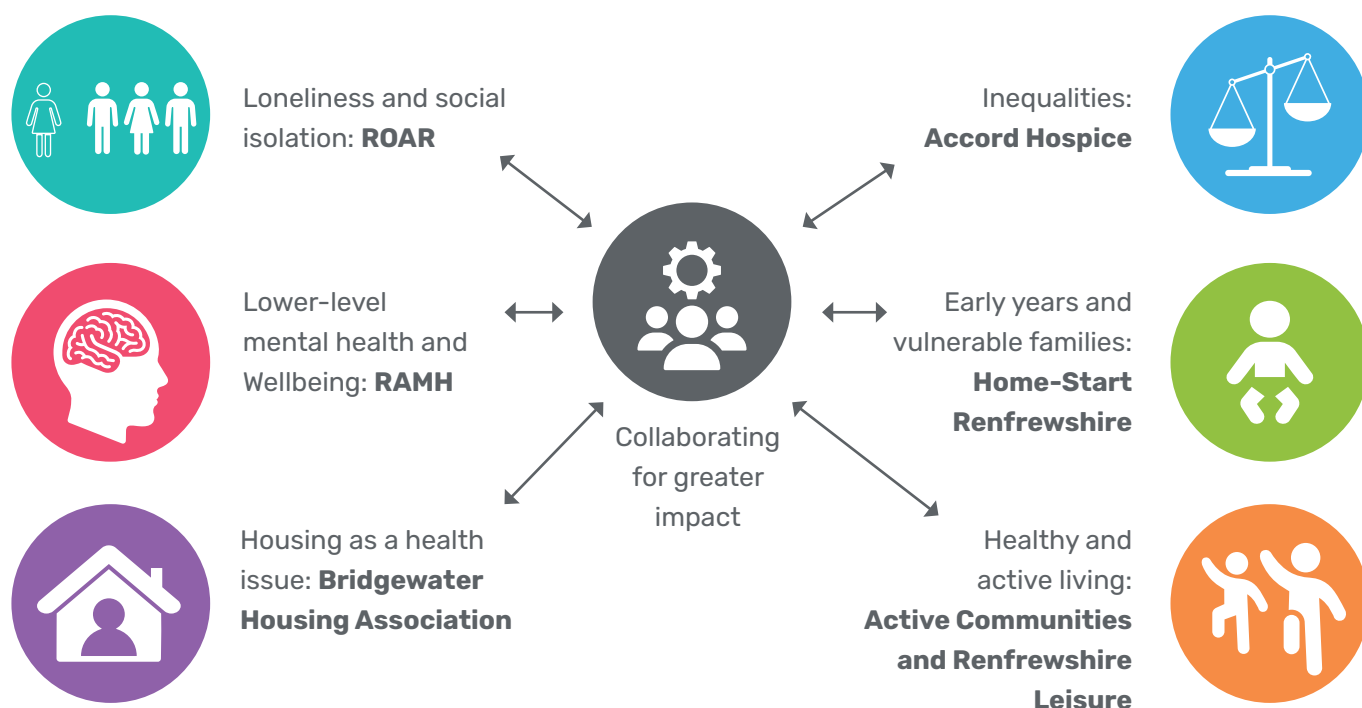 Loneliness and social
isolation: ROAR
Lower-level
mental health and
Wellbeing: RAMH
Housing as a health
issue: Bridgewater
Housing Association
Collaborating
for greater
impact
Inequalities:
Accord Hospice
Early years and
vulnerable families:
Home-Start
Renfrewshire
Healthy and
active living:
Active Communities
and Renfrewshire
Leisure